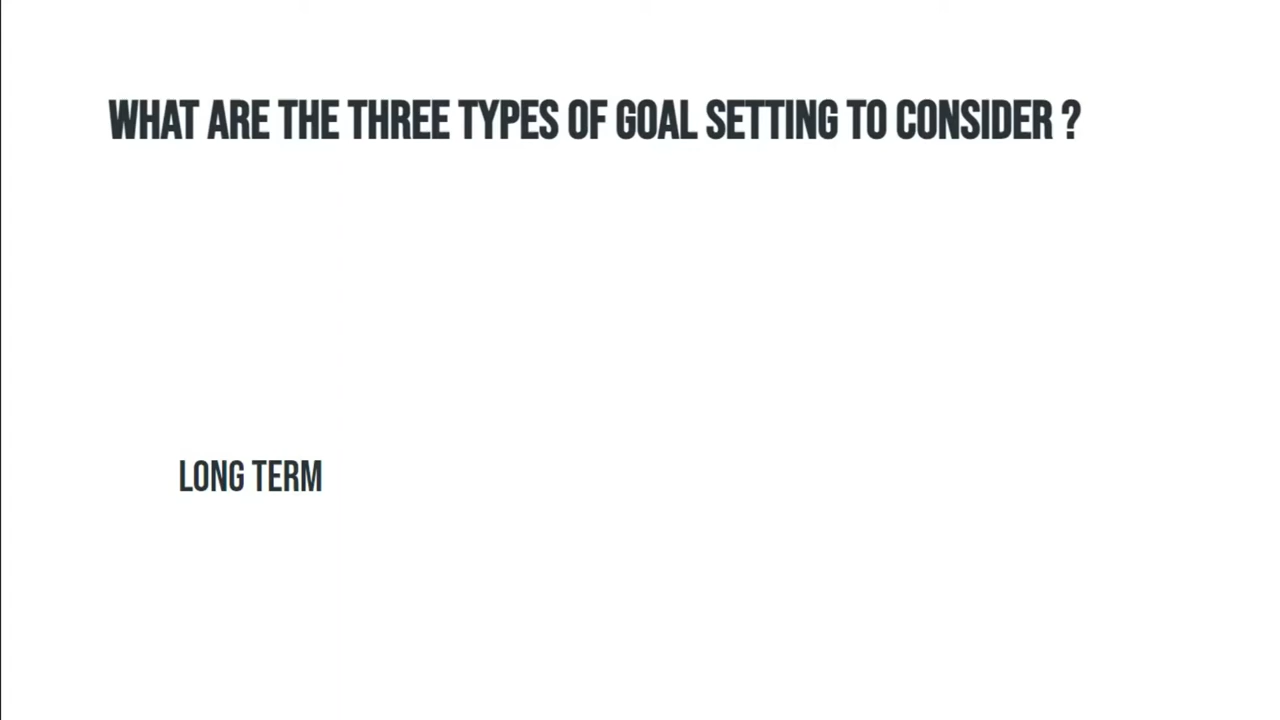 WHAT ARE THE THREE TYPES OF GOAL SETTING TO CONSIDER ?
LONG TERM